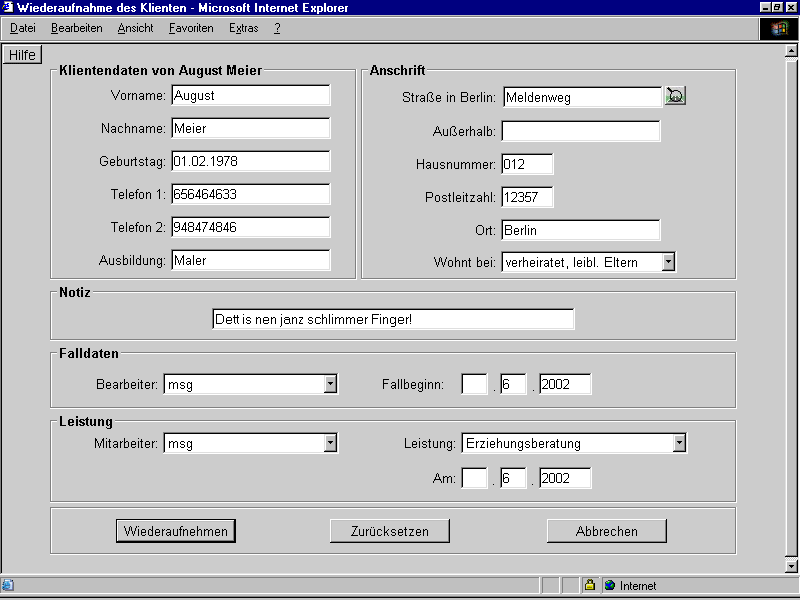 Wiederaufnahme des Klienten - Microsoft Internet Explorer
Datei Bearbeiten Ansicht Favoriten Extras ?
Hilfe
Klientendaten von August Meier
Vorname: August
Nachname: Meier
Geburtstag: 01.02.1978
Telefon 1: 656464633
Telefon 2: 948474846
Ausbildung: Maler
Anschrift
Straße in Berlin: Meldenweg
Außerhalb:
Hausnummer: 012
Postleitzahl: 12357
Ort: Berlin
Wohnt bei: verheiratet, leibl. Eltern
Notiz
Dett is nen janz schlimmer Finger!
Falldaten
Bearbeiter: msg Fallbeginn: . 6 . 2002
Leistung
Mitarbeiter: msg Leistung: Erziehungsberatung
Am: . 6 . 2002
Wiederaufnehmen Zurücksetzen Abbrechen
Internet